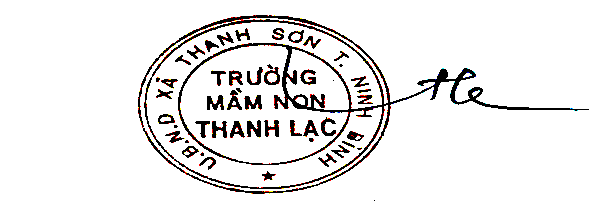 U.B.N.D XÃ THANH SƠN T. NINH BÌNH
TRƯỜNG
MẦM NON
THANH LẠC